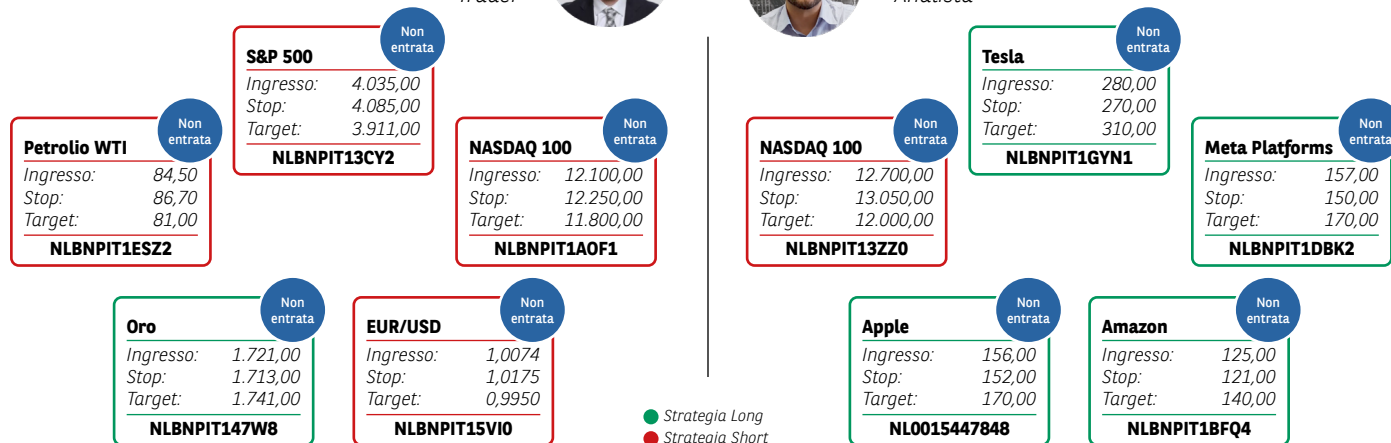 Trader
Analista
Non
entrata
S&P 500
Ingresso: 4.035,00
Stop: 4.085,00
Target: 3.911,00
NLBNPIT13CY2
Non
entrata
Petrolio WTI
Ingresso: 84,50
Stop: 86,70
Target: 81,00
NLBNPIT1ESZ2
Non
entrata
NASDAQ 100
Ingresso: 12.100,00
Stop: 12.250,00
Target: 11.800,00
NLBNPIT1AOF1
Non
entrata
Oro
Ingresso: 1.721,00
Stop: 1.713,00
Target: 1.741,00
NLBNPIT147W8
Non
entrata
EUR/USD
Ingresso: 1,0074
Stop: 1,0175
Target: 0,9950
NLBNPIT15VI0
Non
entrata
Tesla
Ingresso: 280,00
Stop: 270,00
Target: 310,00
NLBNPIT1GYN1
Non
entrata
NASDAQ 100
Ingresso: 12.700,00
Stop: 13.050,00
Target: 12.000,00
NLBNPIT13ZZ0
Non
entrata
Meta Platforms
Ingresso: 157,00
Stop: 150,00
Target: 170,00
NLBNPIT1DBK2
Non
entrata
Apple
Ingresso: 156,00
Stop: 152,00
Target: 170,00
NL0015447848
Non
entrata
Amazon
Ingresso: 125,00
Stop: 121,00
Target: 140,00
NLBNPIT1BFQ4
Strategia Long
Strategia Short